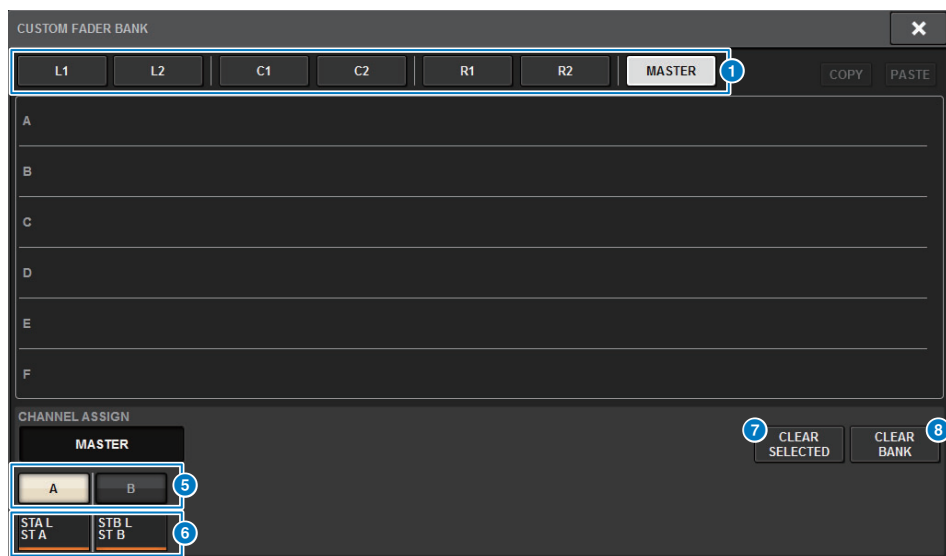 CUSTOM FADER BANK
L1 L2 C1 C2 R1 R2 MASTER 1 COPY PASTE
A
B
C
D
E
F
CHANNEL ASSIGN
MASTER
7 CLEAR SELECTED 8 CLEAR BANK
A B 5
STA L STB L
ST A ST B 6